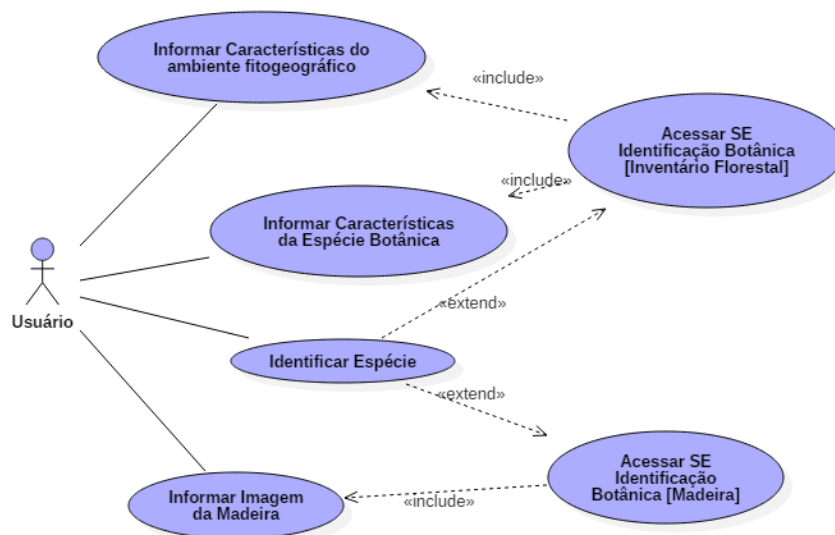 Informar Características do
ambiente fitogeográfico
«include»
Acessar SE
Identificação Botânica
[Inventário Florestal]
«include»
Informar Características
da Espécie Botânica
Usuário
«extend»
Identificar Espécie
«extend»
Acessar SE
Identificação
Botânica [Madeira]
Informar Imagem
da Madeira
«include»